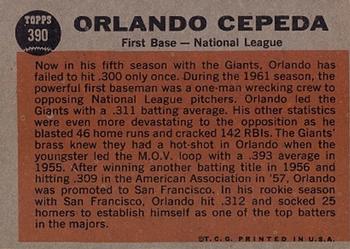 TOPPS
390
ORLANDO CEPEDA
First Base — National League
Now in his fifth season with the Giants, Orlando has
failed to hit .300 only once. During the 1961 season, the
powerful first baseman was a one-man wrecking crew to
opposing National League pitchers. Orlando led the
Giants with a .311 batting average. His other statistics
were even more devastating to the opposition as he
blasted 46 home runs and cracked 142 RBIs. The Giants'
brass knew they had a hot-shot in Orlando when the
youngster led the M.O.V. loop with a .393 average in
1955. After winning another batting title in 1956 and
hitting .309 in the American Association in '57, Orlando
was promoted to San Francisco. In his rookie season
with San Francisco, Orlando hit .312 and socked 25
homers to establish himself as one of the top batters
in the majors.
©T.C.G. PRINTED IN U.S.A.